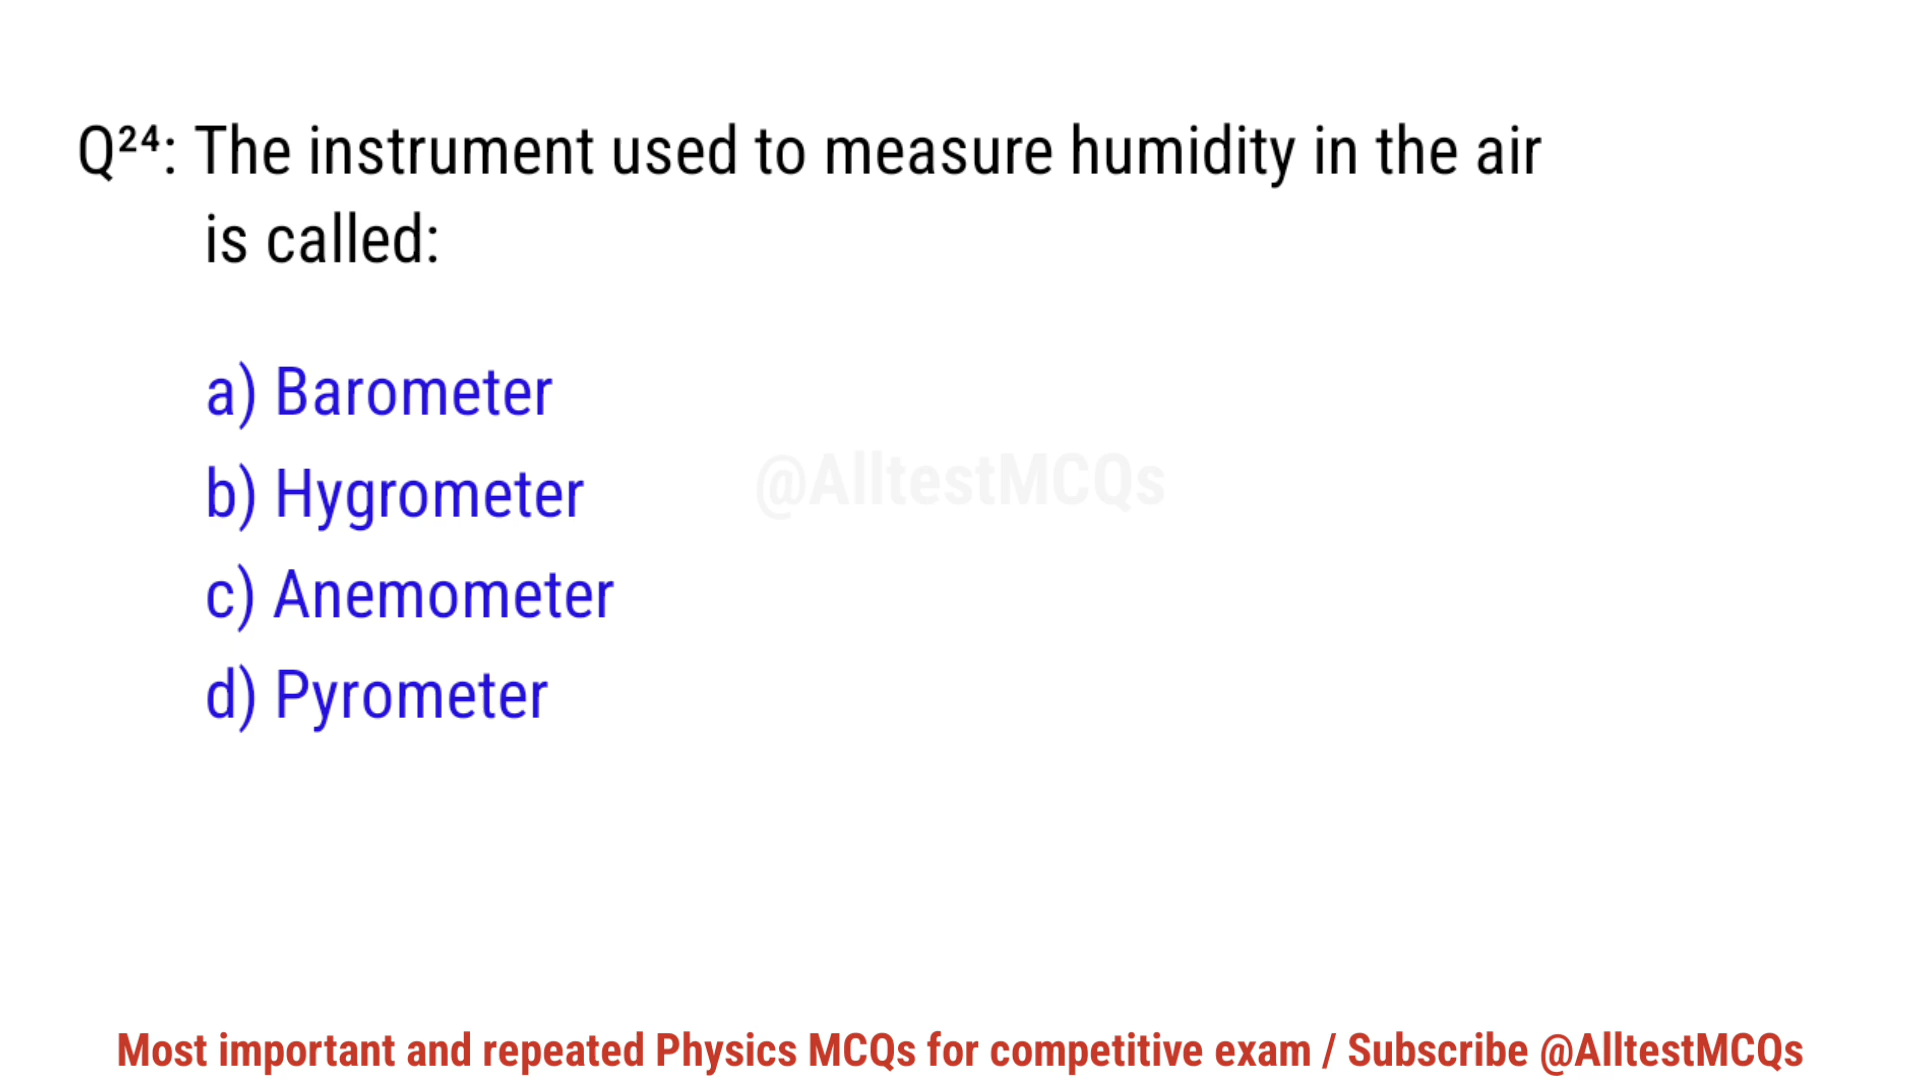 Q²⁴: The instrument used to measure humidity in the air
is called:
a) Barometer
b) Hygrometer
@AlltestMCQs
c) Anemometer
d) Pyrometer
Most important and repeated Physics MCQs for competitive exam / Subscribe @AlltestMCQs